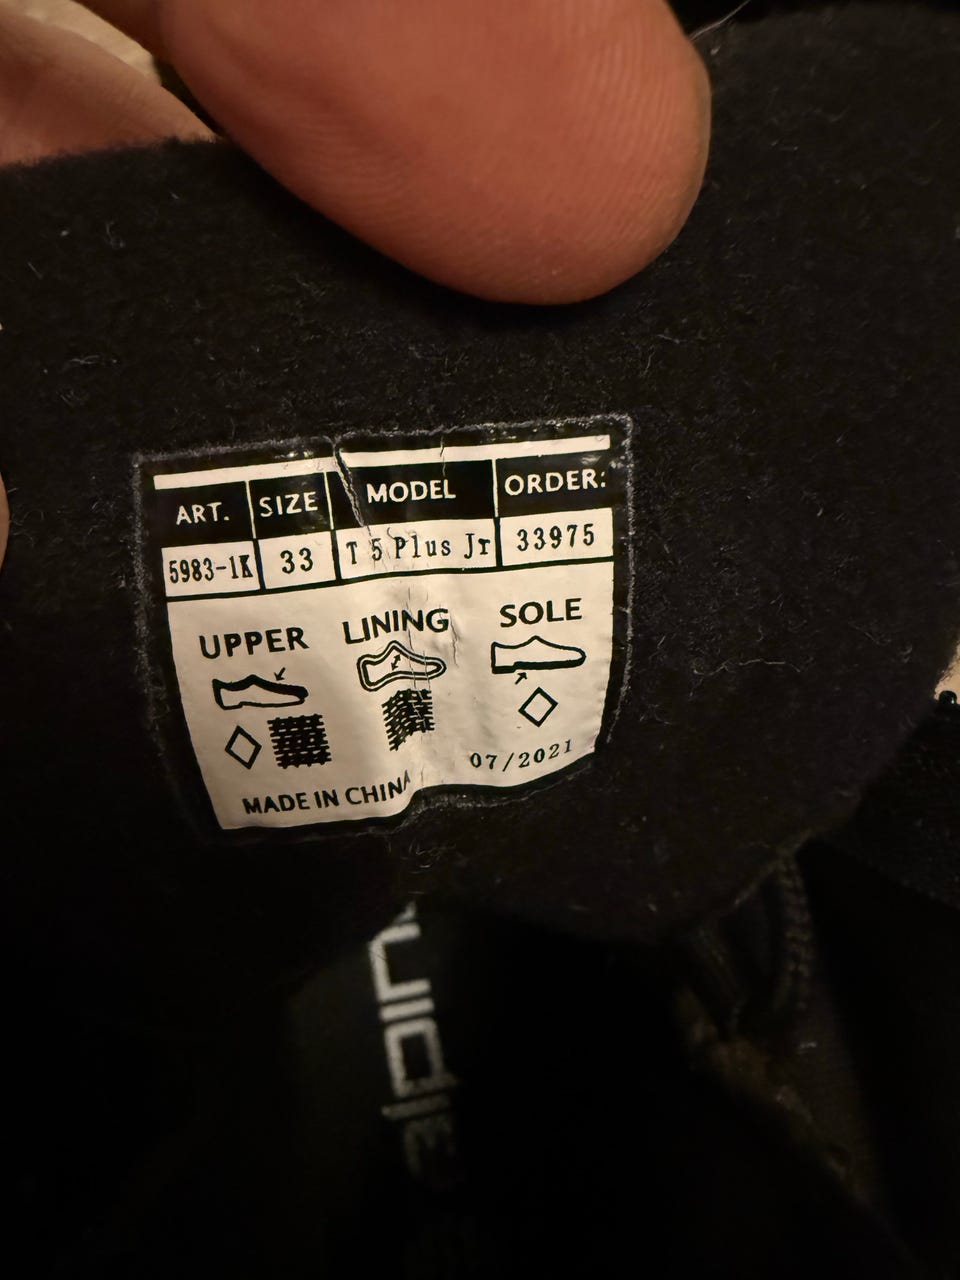 ART. SIZE MODEL ORDER:
5983-1K 33 T 5 Plus Jr 33975
UPPER LINING SOLE
07/2021
MADE IN CHINA